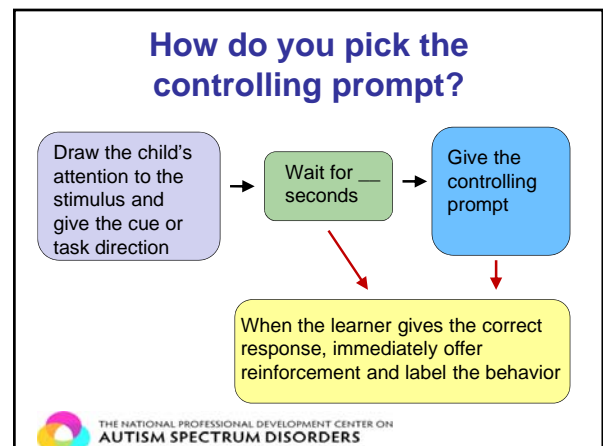 How do you pick the
controlling prompt?
Draw the child's
attention to the
stimulus and
give the cue or
task direction
Wait for __
seconds
Give the
controlling
prompt
When the learner gives the correct
response, immediately offer
reinforcement and label the behavior
THE NATIONAL PROFESSIONAL DEVELOPMENT CENTER ON
AUTISM SPECTRUM DISORDERS